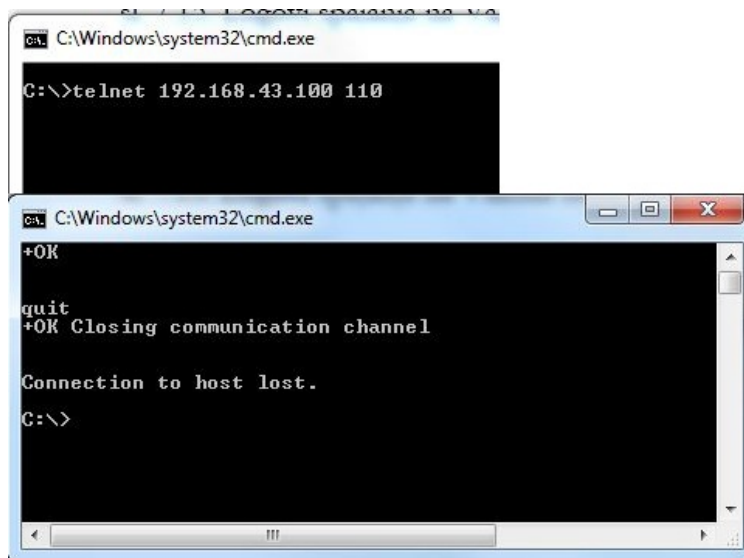 C:\Windows\system32\cmd.exe
C:\>telnet 192.168.43.100 110
C:\Windows\system32\cmd.exe
+OK
quit
+OK Closing communication channel
Connection to host lost.
C:\>